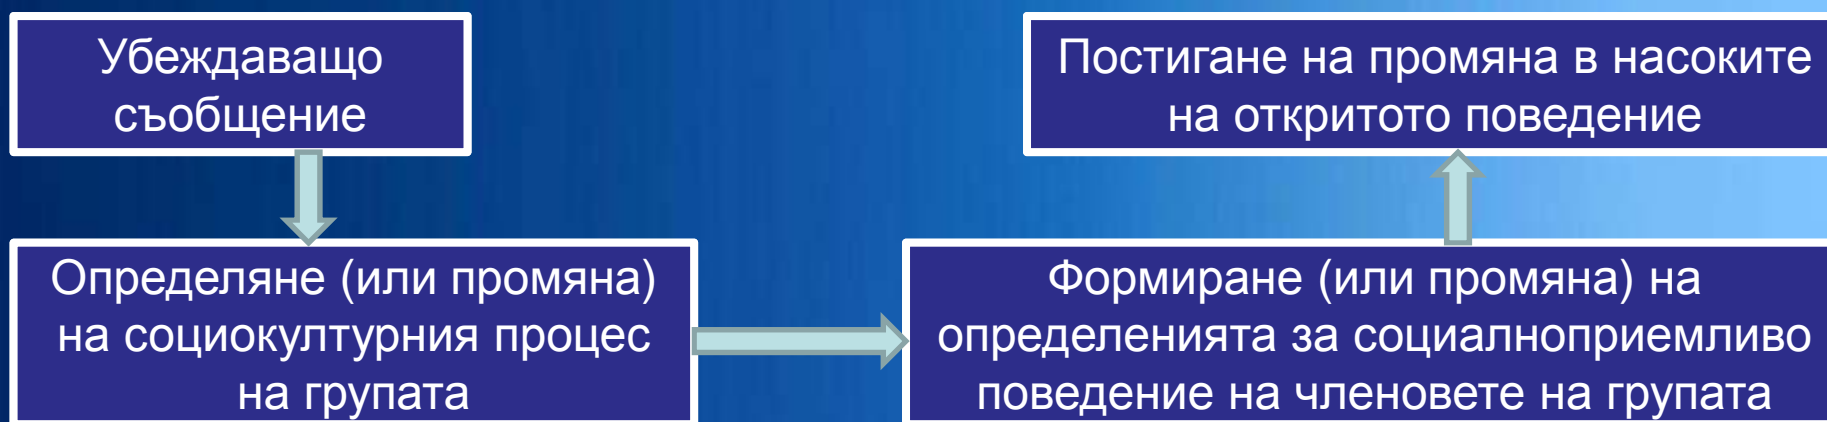 Убеждаващо
съобщение
Постигане на промяна в насоките
на откритото поведение
Определяне (или промяна)
на социокултурния процес
на групата
Формиране (или промяна) на
определенията за социалноприемливо
поведение на членовете на групата